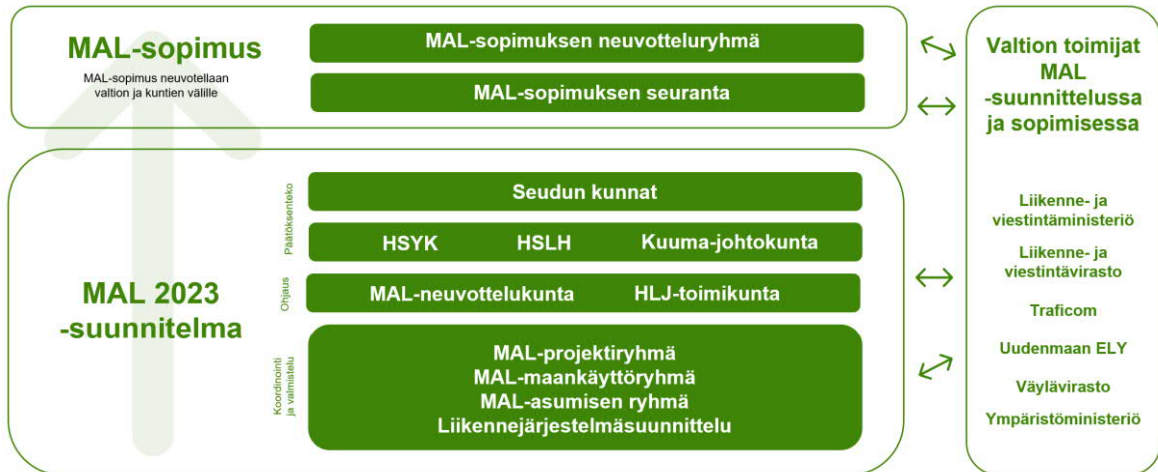 MAL-sopimus
MAL-sopimus neuvotellaan
valtion ja kuntien välille
MAL-sopimuksen neuvotteluryhmä
MAL-sopimuksen seuranta
MAL 2023
-suunnitelma
Päätöksenteko
Seudun kunnat
HSYK HSLH Kuuma-johtokunta
Ohjaus
MAL-neuvottelukunta HLJ-toimikunta
Koordinointi
ja valmistelu
MAL-projektiryhmä
MAL-maankäyttöryhmä
MAL-asumisen ryhmä
Liikennejärjestelmäsuunnittelu
Valtion toimijat
MAL
-suunnittelussa
ja sopimisessa
Liikenne- ja
viestintäministeriö
Liikenne- ja
viestintävirasto
Traficom
Uudenmaan ELY
Väylävirasto
Ympäristöministeriö